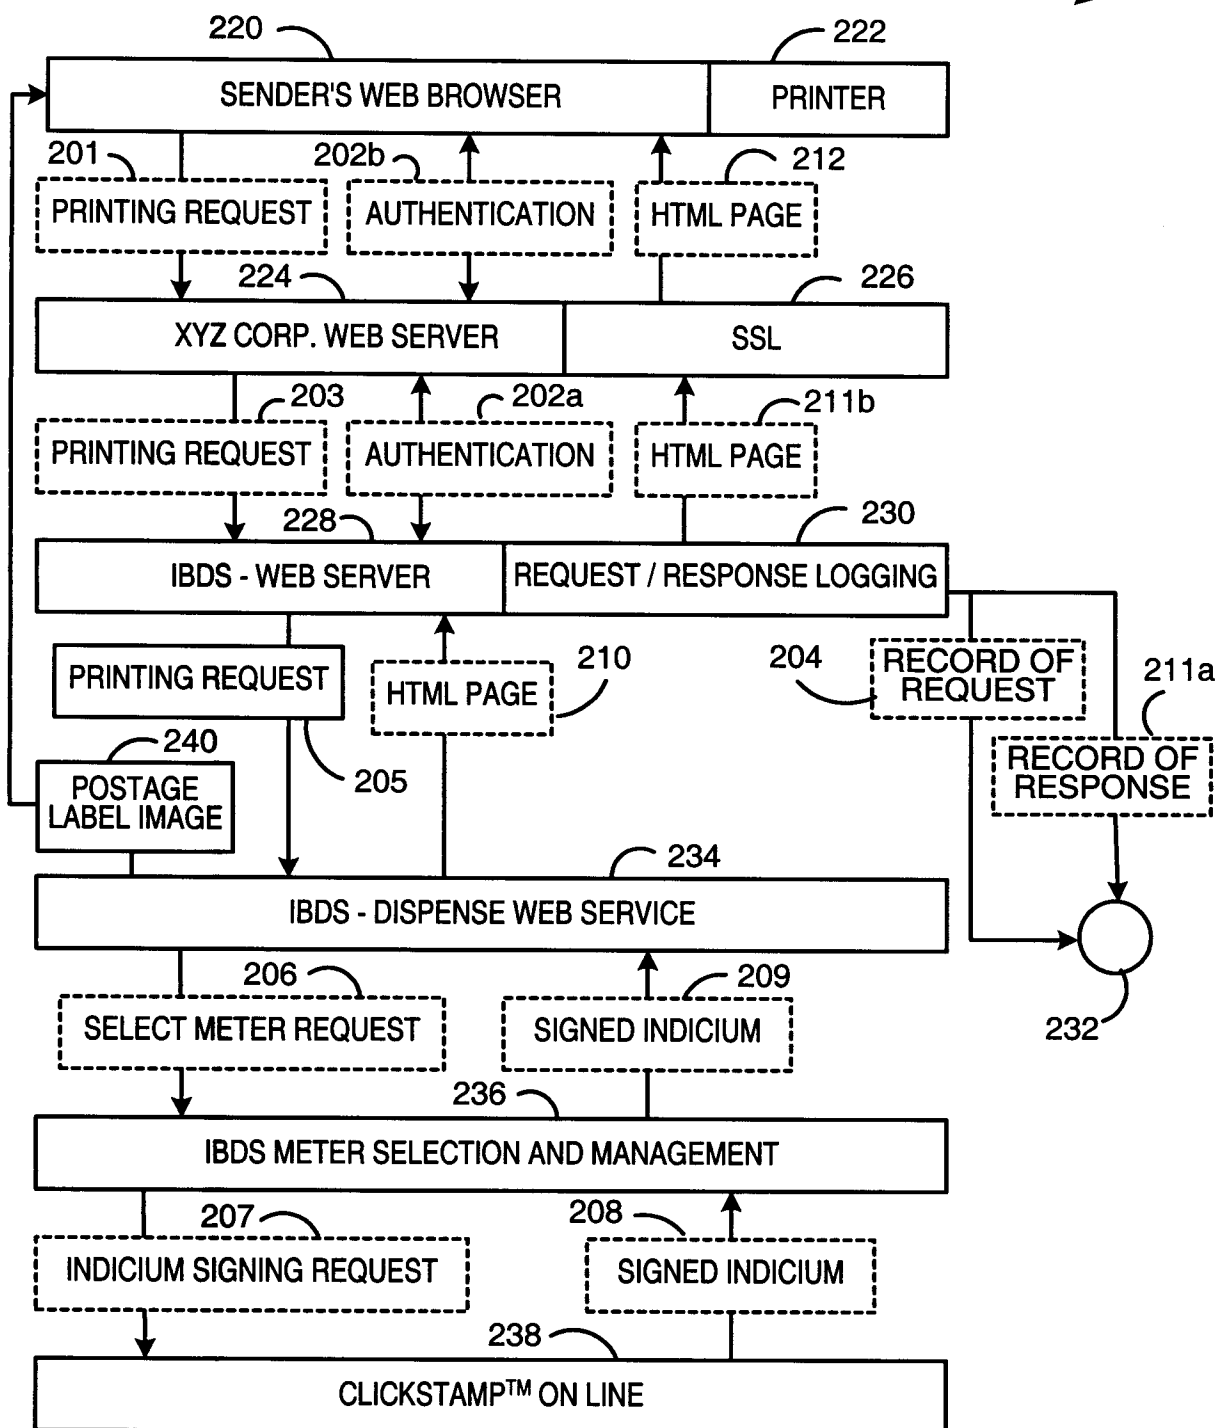 220
222
SENDER'S WEB BROWSER
PRINTER
201
202b
212
PRINTING REQUEST
AUTHENTICATION
HTML PAGE
224
226
XYZ CORP. WEB SERVER
SSL
203
202a
211b
PRINTING REQUEST
AUTHENTICATION
HTML PAGE
228
230
IBDS - WEB SERVER
REQUEST / RESPONSE LOGGING
PRINTING REQUEST
HTML PAGE
210
204
RECORD OF
REQUEST
211a
240
205
POSTAGE
LABEL IMAGE
RECORD OF
RESPONSE
234
IBDS - DISPENSE WEB SERVICE
206
209
232
SELECT METER REQUEST
SIGNED INDICIUM
236
IBDS METER SELECTION AND MANAGEMENT
207
208
INDICIUM SIGNING REQUEST
SIGNED INDICIUM
238
CLICKSTAMP™ ON LINE